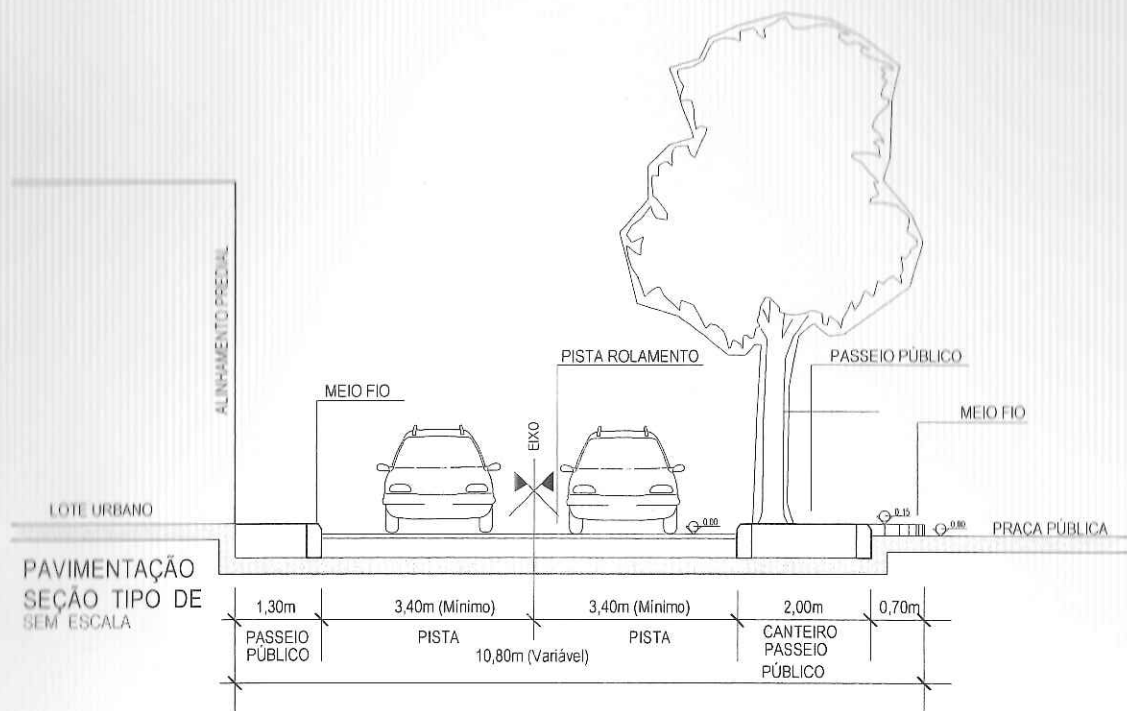 ALINHAMENTO PREDIAL
PISTA ROLAMENTO
PASSEIO PÚBLICO
MEIO FIO
MEIO FIO
EIXO
LOTE URBANO
0.00
0.15
PRAÇA PÚBLICA
PAVIMENTAÇÃO
SEÇÃO TIPO DE
SEM ESCALA
1,30m
3,40m (Mínimo)
3,40m (Mínimo)
2,00m
0,70m
PASSEIO
PÚBLICO
PISTA
PISTA
CANTEIRO
PASSEIO
PÚBLICO
10,80m (Variável)